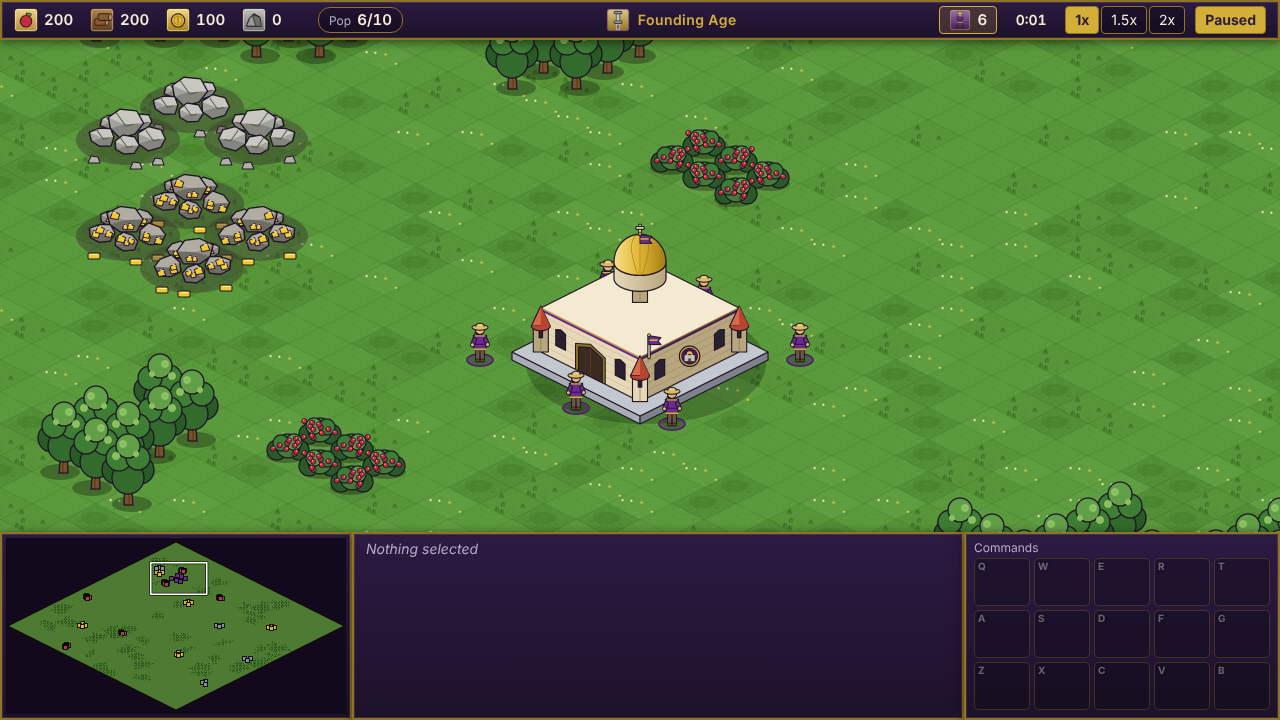 200 200 100 0 Pop 6/10 Founding Age 6 0:01 1x 1.5x 2x Paused
Nothing selected
Commands
Q W E R T
A S D F G
Z X C V B